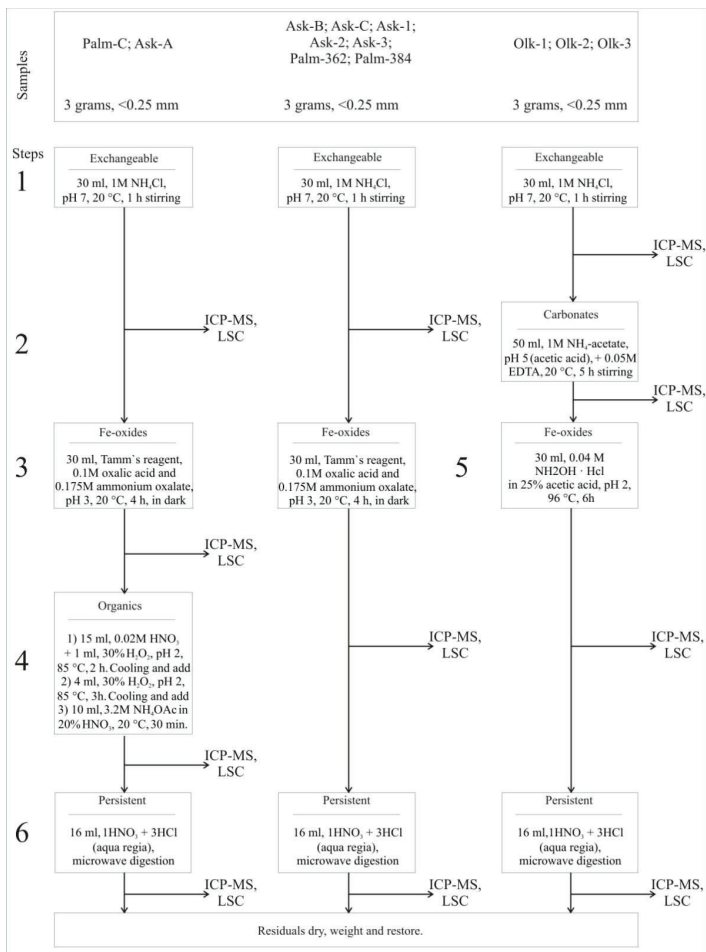 Samples
Palm-C; Ask-A
3 grams, <0.25 mm
Ask-B; Ask-C; Ask-1;
Ask-2; Ask-3;
Palm-362; Palm-384
3 grams, <0.25 mm
Olk-1; Olk-2; Olk-3
3 grams, <0.25 mm
Steps
1
Exchangeable
30 ml, 1M NH₄Cl,
pH 7, 20 °C, 1 h stirring
Exchangeable
30 ml, 1M NH₄Cl,
pH 7, 20 °C, 1 h stirring
Exchangeable
30 ml, 1M NH₄Cl,
pH 7, 20 °C, 1 h stirring
ICP-MS,
LSC
2
ICP-MS,
LSC
ICP-MS,
LSC
Carbonates
50 ml, 1M NH₄-acetate,
pH 5 (acetic acid), + 0.05M
EDTA, 20 °C, 5 h stirring
ICP-MS,
LSC
3
Fe-oxides
30 ml, Tamm`s reagent,
0.1M oxalic acid and
0.175M ammonium oxalate,
pH 3, 20 °C, 4 h, in dark
Fe-oxides
30 ml, Tamm`s reagent,
0.1M oxalic acid and
0.175M ammonium oxalate,
pH 3, 20 °C, 4 h, in dark
5
Fe-oxides
30 ml, 0.04 M
NH2OH · Hcl
in 25% acetic acid, pH 2,
96 °C, 6h
ICP-MS,
LSC
4
Organics
1) 15 ml, 0.02M HNO₃
+ 1 ml, 30% H₂O₂, pH 2,
85 °C, 2 h. Cooling and add
2) 4 ml, 30% H₂O₂, pH 2,
85 °C, 3h. Cooling and add
3) 10 ml, 3.2M NH₄OAc in
20% HNO₃, 20 °C, 30 min.
ICP-MS,
LSC
ICP-MS,
LSC
ICP-MS,
LSC
6
Persistent
16 ml, 1HNO₃ + 3HCl
(aqua regia),
microwave digestion
Persistent
16 ml, 1HNO₃ + 3HCl
(aqua regia),
microwave digestion
Persistent
16 ml,1HNO₃ + 3HCl
(aqua regia),
microwave digestion
ICP-MS,
LSC
ICP-MS,
LSC
ICP-MS,
LSC
Residuals dry, weight and restore.